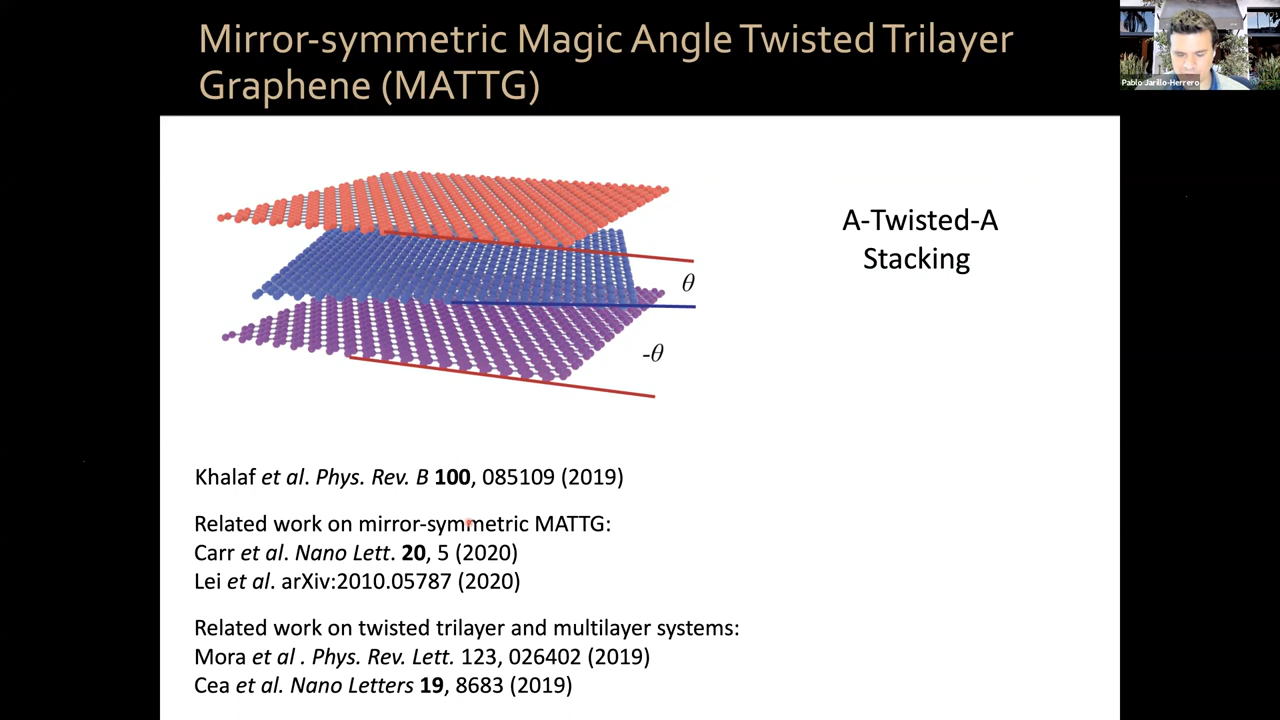 Mirror-symmetric Magic Angle Twisted Trilayer
Graphene (MATTG)
Pablo Jarillo-Herrero
A-Twisted-A
Stacking
θ
-θ
Khalaf et al. Phys. Rev. B 100, 085109 (2019)
Related work on mirror-symmetric MATTG:
Carr et al. Nano Lett. 20, 5 (2020)
Lei et al. arXiv:2010.05787 (2020)
Related work on twisted trilayer and multilayer systems:
Mora et al . Phys. Rev. Lett. 123, 026402 (2019)
Cea et al. Nano Letters 19, 8683 (2019)